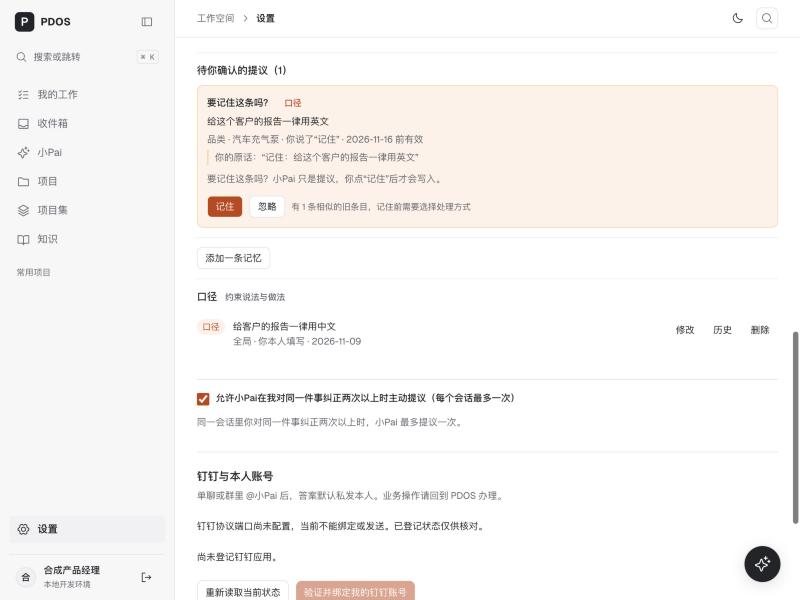 P PDOS
搜索或跳转 ⌘ K
我的工作
收件箱
小Pai
项目
项目集
知识
常用项目
设置
合 合成产品经理
本地开发环境
工作空间 > 设置
待你确认的提议（1）
要记住这条吗？ 口径
给这个客户的报告一律用英文
品类 · 汽车充气泵 · 你说了“记住” · 2026-11-16 前有效
你的原话：“记住：给这个客户的报告一律用英文”
要记住这条吗？小Pai 只是提议，你点“记住”后才会写入。
记住 忽略 有 1 条相似的旧条目，记住前需要选择处理方式
添加一条记忆
口径 约束说法与做法
口径 给客户的报告一律用中文 修改 历史 删除
全局 · 你本人填写 · 2026-11-09
允许小Pai在我对同一件事纠正两次以上时主动提议（每个会话最多一次）
同一会话里你对同一件事纠正两次以上时，小Pai 最多提议一次。
钉钉与本人账号
单聊或群里 @小Pai 后，答案默认私发本人。业务操作请回到 PDOS 办理。
钉钉协议端口尚未配置，当前不能绑定或发送。已登记状态仅供核对。
尚未登记钉钉应用。
重新读取当前状态 验证并绑定我的钉钉账号